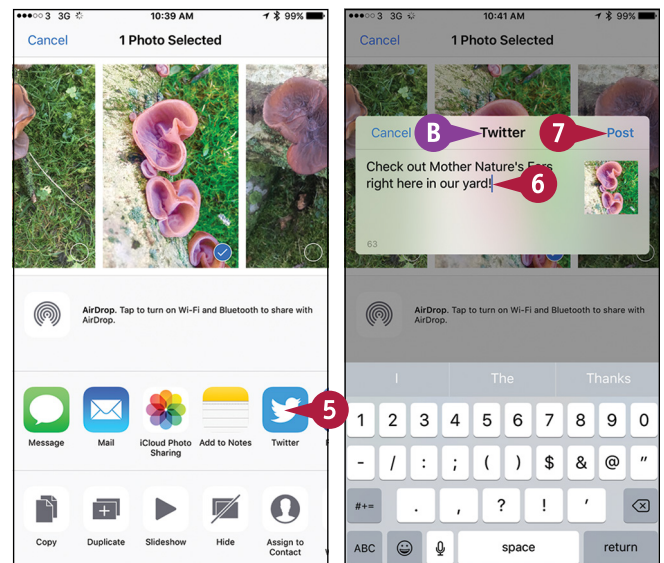 3 3G 10:39 AM 99%
Cancel 1 Photo Selected
AirDrop. Tap to turn on Wi-Fi and Bluetooth to share with
AirDrop.
5
Message Mail iCloud Photo
Sharing Add to Notes Twitter
Copy Duplicate Slideshow Hide Assign to
Contact
3 3G 10:41 AM 99%
Cancel 1 Photo Selected
Cancel B Twitter 7 Post
Check out Mother Nature's Ears
right here in our yard! 6
63
AirDrop. Tap to turn on Wi-Fi and Bluetooth to share with
AirDrop.
I The Thanks
1 2 3 4 5 6 7 8 9 0
- / : ; ( ) $ & @ "
#+= . , ? ! '
ABC space return